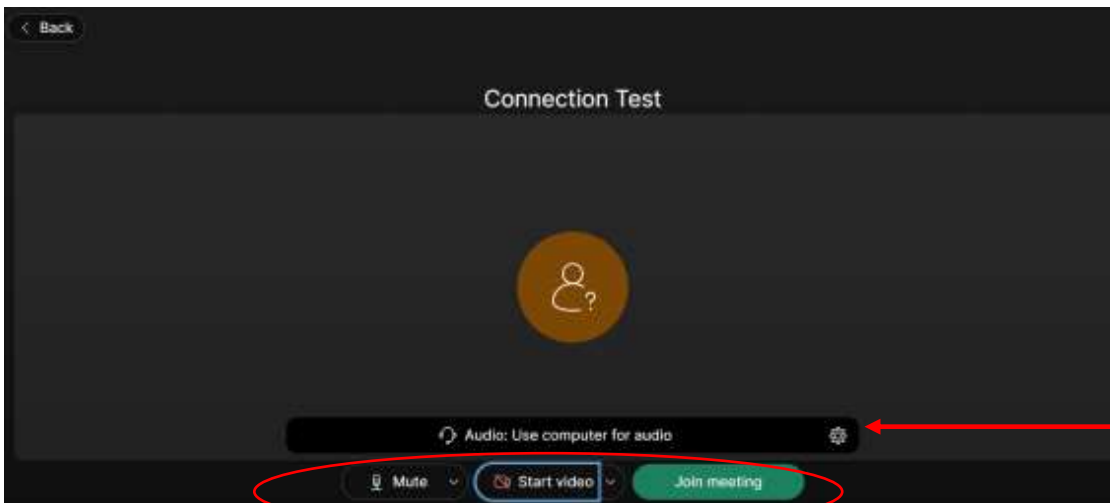 Back
Connection Test
?
Audio: Use computer for audio
Mute
Start video
Join meeting